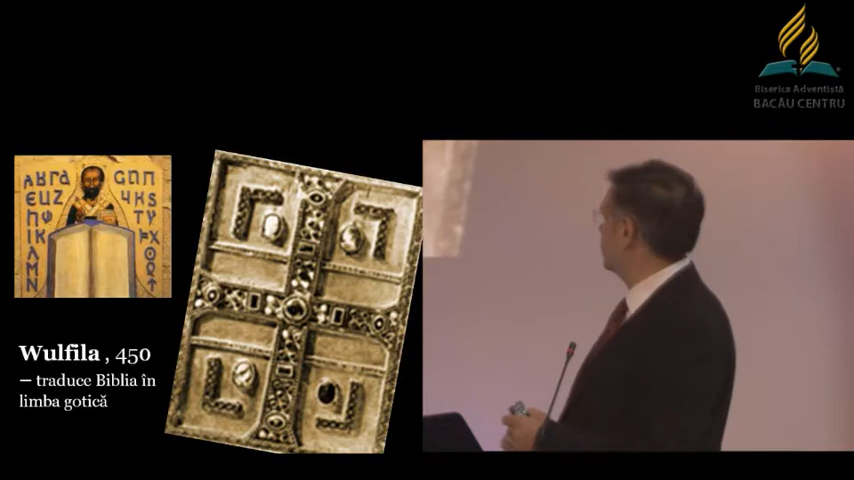 Biserica Adventistă
BACĂU CENTRU
Wulfila , 450
– traduce Biblia în
limba gotică